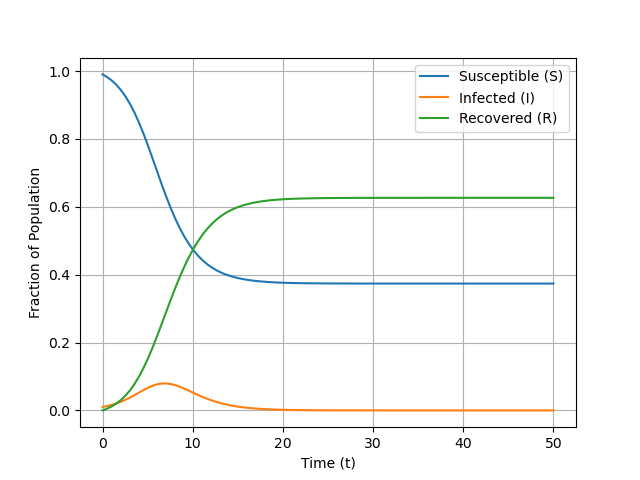 Susceptible (S)
Infected (I)
Recovered (R)
1.0
0.8
0.6
0.4
0.2
0.0
Fraction of Population
0 10 20 30 40 50
Time (t)